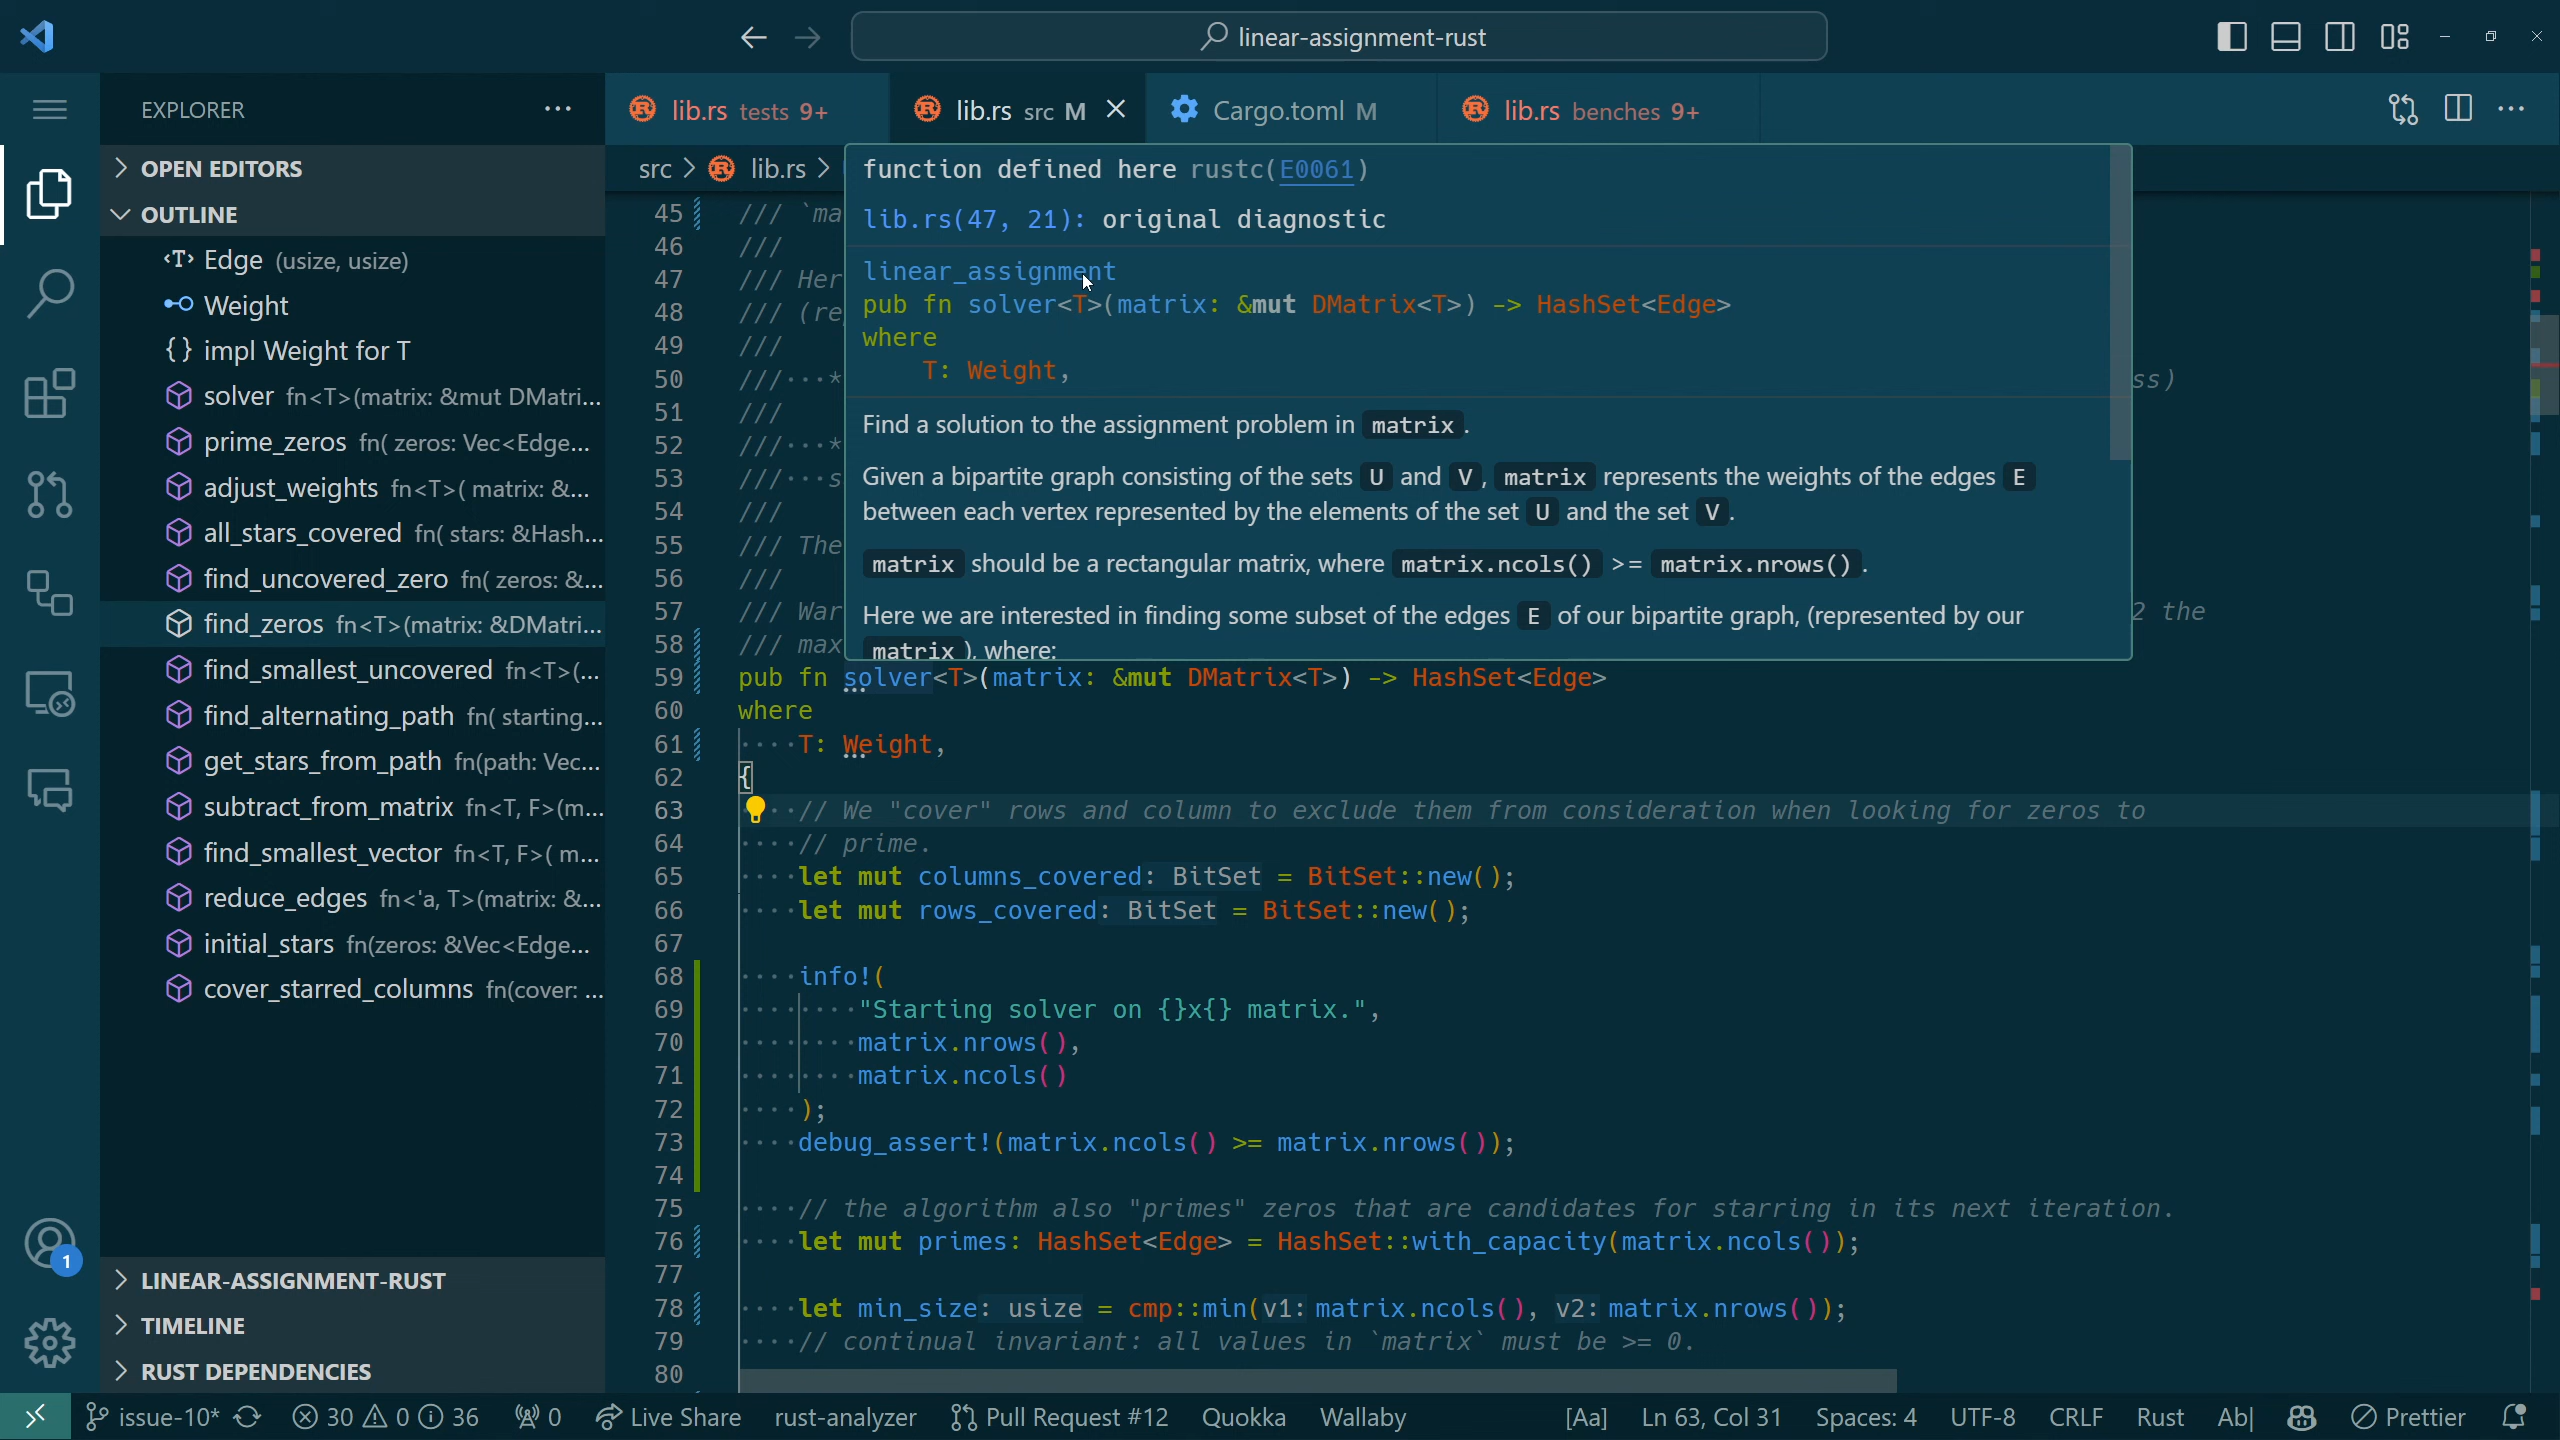 linear-assignment-rust
EXPLORER
OPEN EDITORS
OUTLINE
Edge (usize, usize)
Weight
impl Weight for T
solver fn<T>(matrix: &mut DMatri...
prime_zeros fn( zeros: Vec<Edge...
adjust_weights fn<T>( matrix: &...
all_stars_covered fn( stars: &Hash...
find_uncovered_zero fn( zeros: &...
find_zeros fn<T>(matrix: &DMatri...
find_smallest_uncovered fn<T>(...
find_alternating_path fn( starting...
get_stars_from_path fn(path: Vec...
subtract_from_matrix fn<T, F>(m...
find_smallest_vector fn<T, F>( m...
reduce_edges fn<'a, T>(matrix: &...
initial_stars fn(zeros: &Vec<Edge...
cover_starred_columns fn(cover: ...
LINEAR-ASSIGNMENT-RUST
TIMELINE
RUST DEPENDENCIES
1
lib.rs tests 9+
lib.rs src M
Cargo.toml M
lib.rs benches 9+
src > lib.rs >
function defined here rustc(E0061)
lib.rs(47, 21): original diagnostic
linear_assignment
pub fn solver<T>(matrix: &mut DMatrix<T>) -> HashSet<Edge>
where
T: Weight,
Find a solution to the assignment problem in matrix.
Given a bipartite graph consisting of the sets U and V, matrix represents the weights of the edges E
between each vertex represented by the elements of the set U and the set V.
matrix should be a rectangular matrix, where matrix.ncols() >= matrix.nrows().
Here we are interested in finding some subset of the edges E of our bipartite graph, (represented by our
matrix), where:
45 /// `ma
46 ///
47 /// Her
48 /// (re
49 ///
50 ///···* ss)
51 ///
52 ///···*
53 ///···s
54 ///
55 /// The
56 ///
57 /// War 2 the
58 /// max
59 pub fn solver<T>(matrix: &mut DMatrix<T>) -> HashSet<Edge>
60 where
61 ····T: Weight,
62 {
63 ····// We "cover" rows and column to exclude them from consideration when looking for zeros to
64 ····// prime.
65 ····let mut columns_covered: BitSet = BitSet::new();
66 ····let mut rows_covered: BitSet = BitSet::new();
67
68 ····info!(
69 ········"Starting solver on {}x{} matrix.",
70 ········matrix.nrows(),
71 ········matrix.ncols()
72 ····);
73 ····debug_assert!(matrix.ncols() >= matrix.nrows());
74
75 ····// the algorithm also "primes" zeros that are candidates for starring in its next iteration.
76 ····let mut primes: HashSet<Edge> = HashSet::with_capacity(matrix.ncols());
77
78 ····let min_size: usize = cmp::min(v1: matrix.ncols(), v2: matrix.nrows());
79 ····// continual invariant: all values in `matrix` must be >= 0.
80
issue-10* 30 0 36 0 Live Share rust-analyzer Pull Request #12 Quokka Wallaby [Aa] Ln 63, Col 31 Spaces: 4 UTF-8 CRLF Rust Ab| Prettier